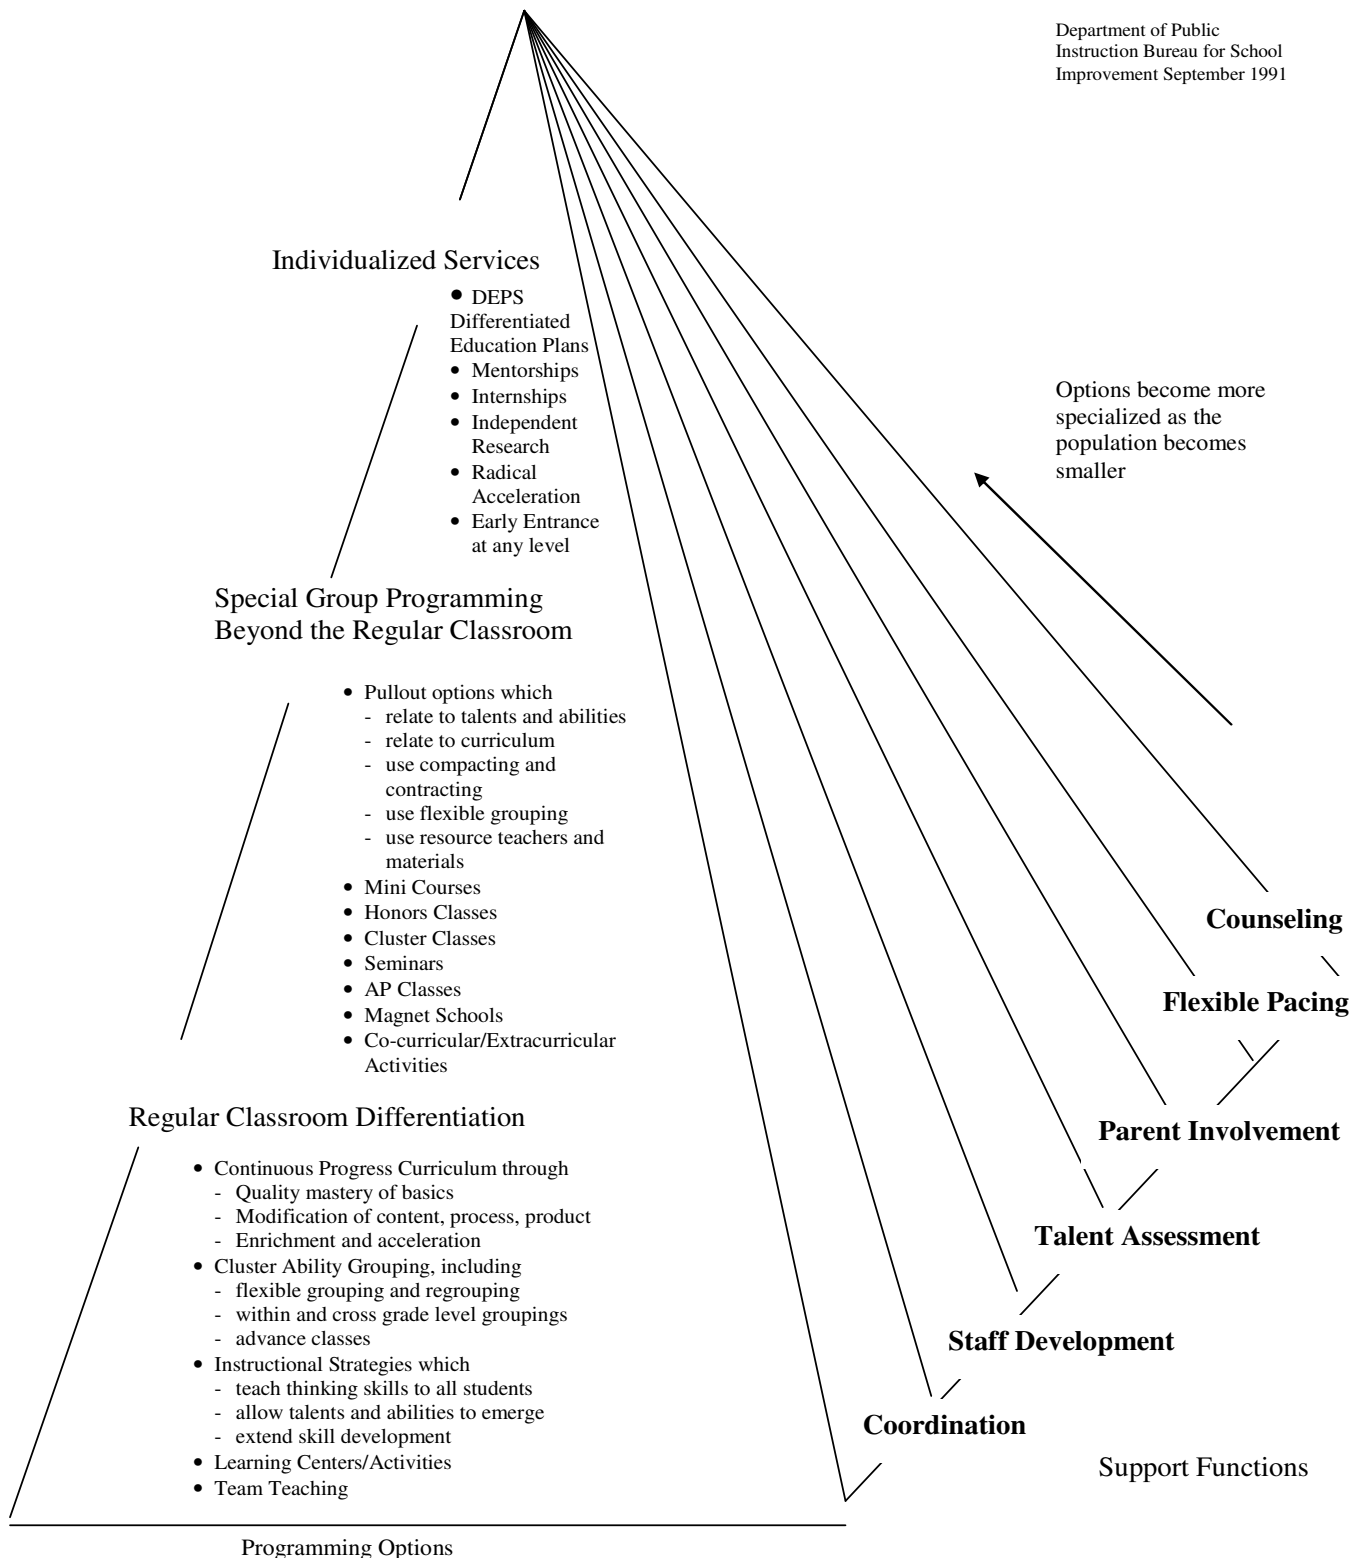 Department of Public
Instruction Bureau for School
Improvement September 1991
Individualized Services
• DEPS
Differentiated
Education Plans
• Mentorships
• Internships
• Independent
Research
• Radical
Acceleration
• Early Entrance
at any level
Options become more
specialized as the
population becomes
smaller
Special Group Programming
Beyond the Regular Classroom
• Pullout options which
- relate to talents and abilities
- relate to curriculum
- use compacting and
contracting
- use flexible grouping
- use resource teachers and
materials
• Mini Courses
• Honors Classes
• Cluster Classes
• Seminars
• AP Classes
• Magnet Schools
• Co-curricular/Extracurricular
Activities
Regular Classroom Differentiation
• Continuous Progress Curriculum through
- Quality mastery of basics
- Modification of content, process, product
- Enrichment and acceleration
• Cluster Ability Grouping, including
- flexible grouping and regrouping
- within and cross grade level groupings
- advance classes
• Instructional Strategies which
- teach thinking skills to all students
- allow talents and abilities to emerge
- extend skill development
• Learning Centers/Activities
• Team Teaching
Counseling
Flexible Pacing
Parent Involvement
Talent Assessment
Staff Development
Coordination
Support Functions
Programming Options